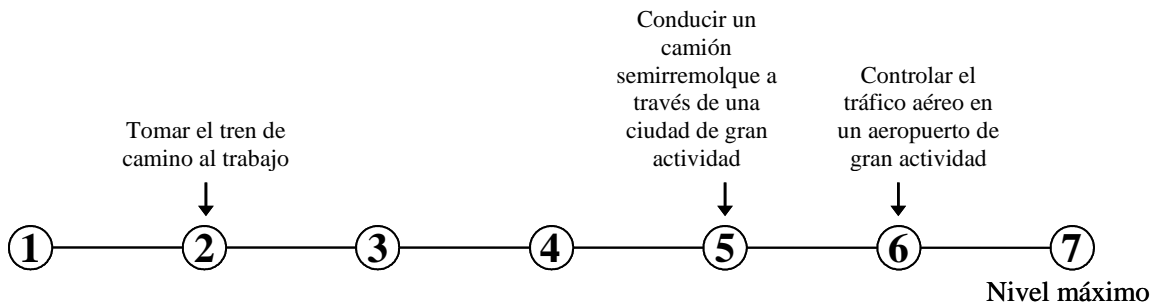 Tomar el tren de
camino al trabajo
Conducir un
camión
semirremolque a
través de una
ciudad de gran
actividad
Controlar el
tráfico aéreo en
un aeropuerto de
gran actividad
1 2 3 4 5 6 7
Nivel máximo